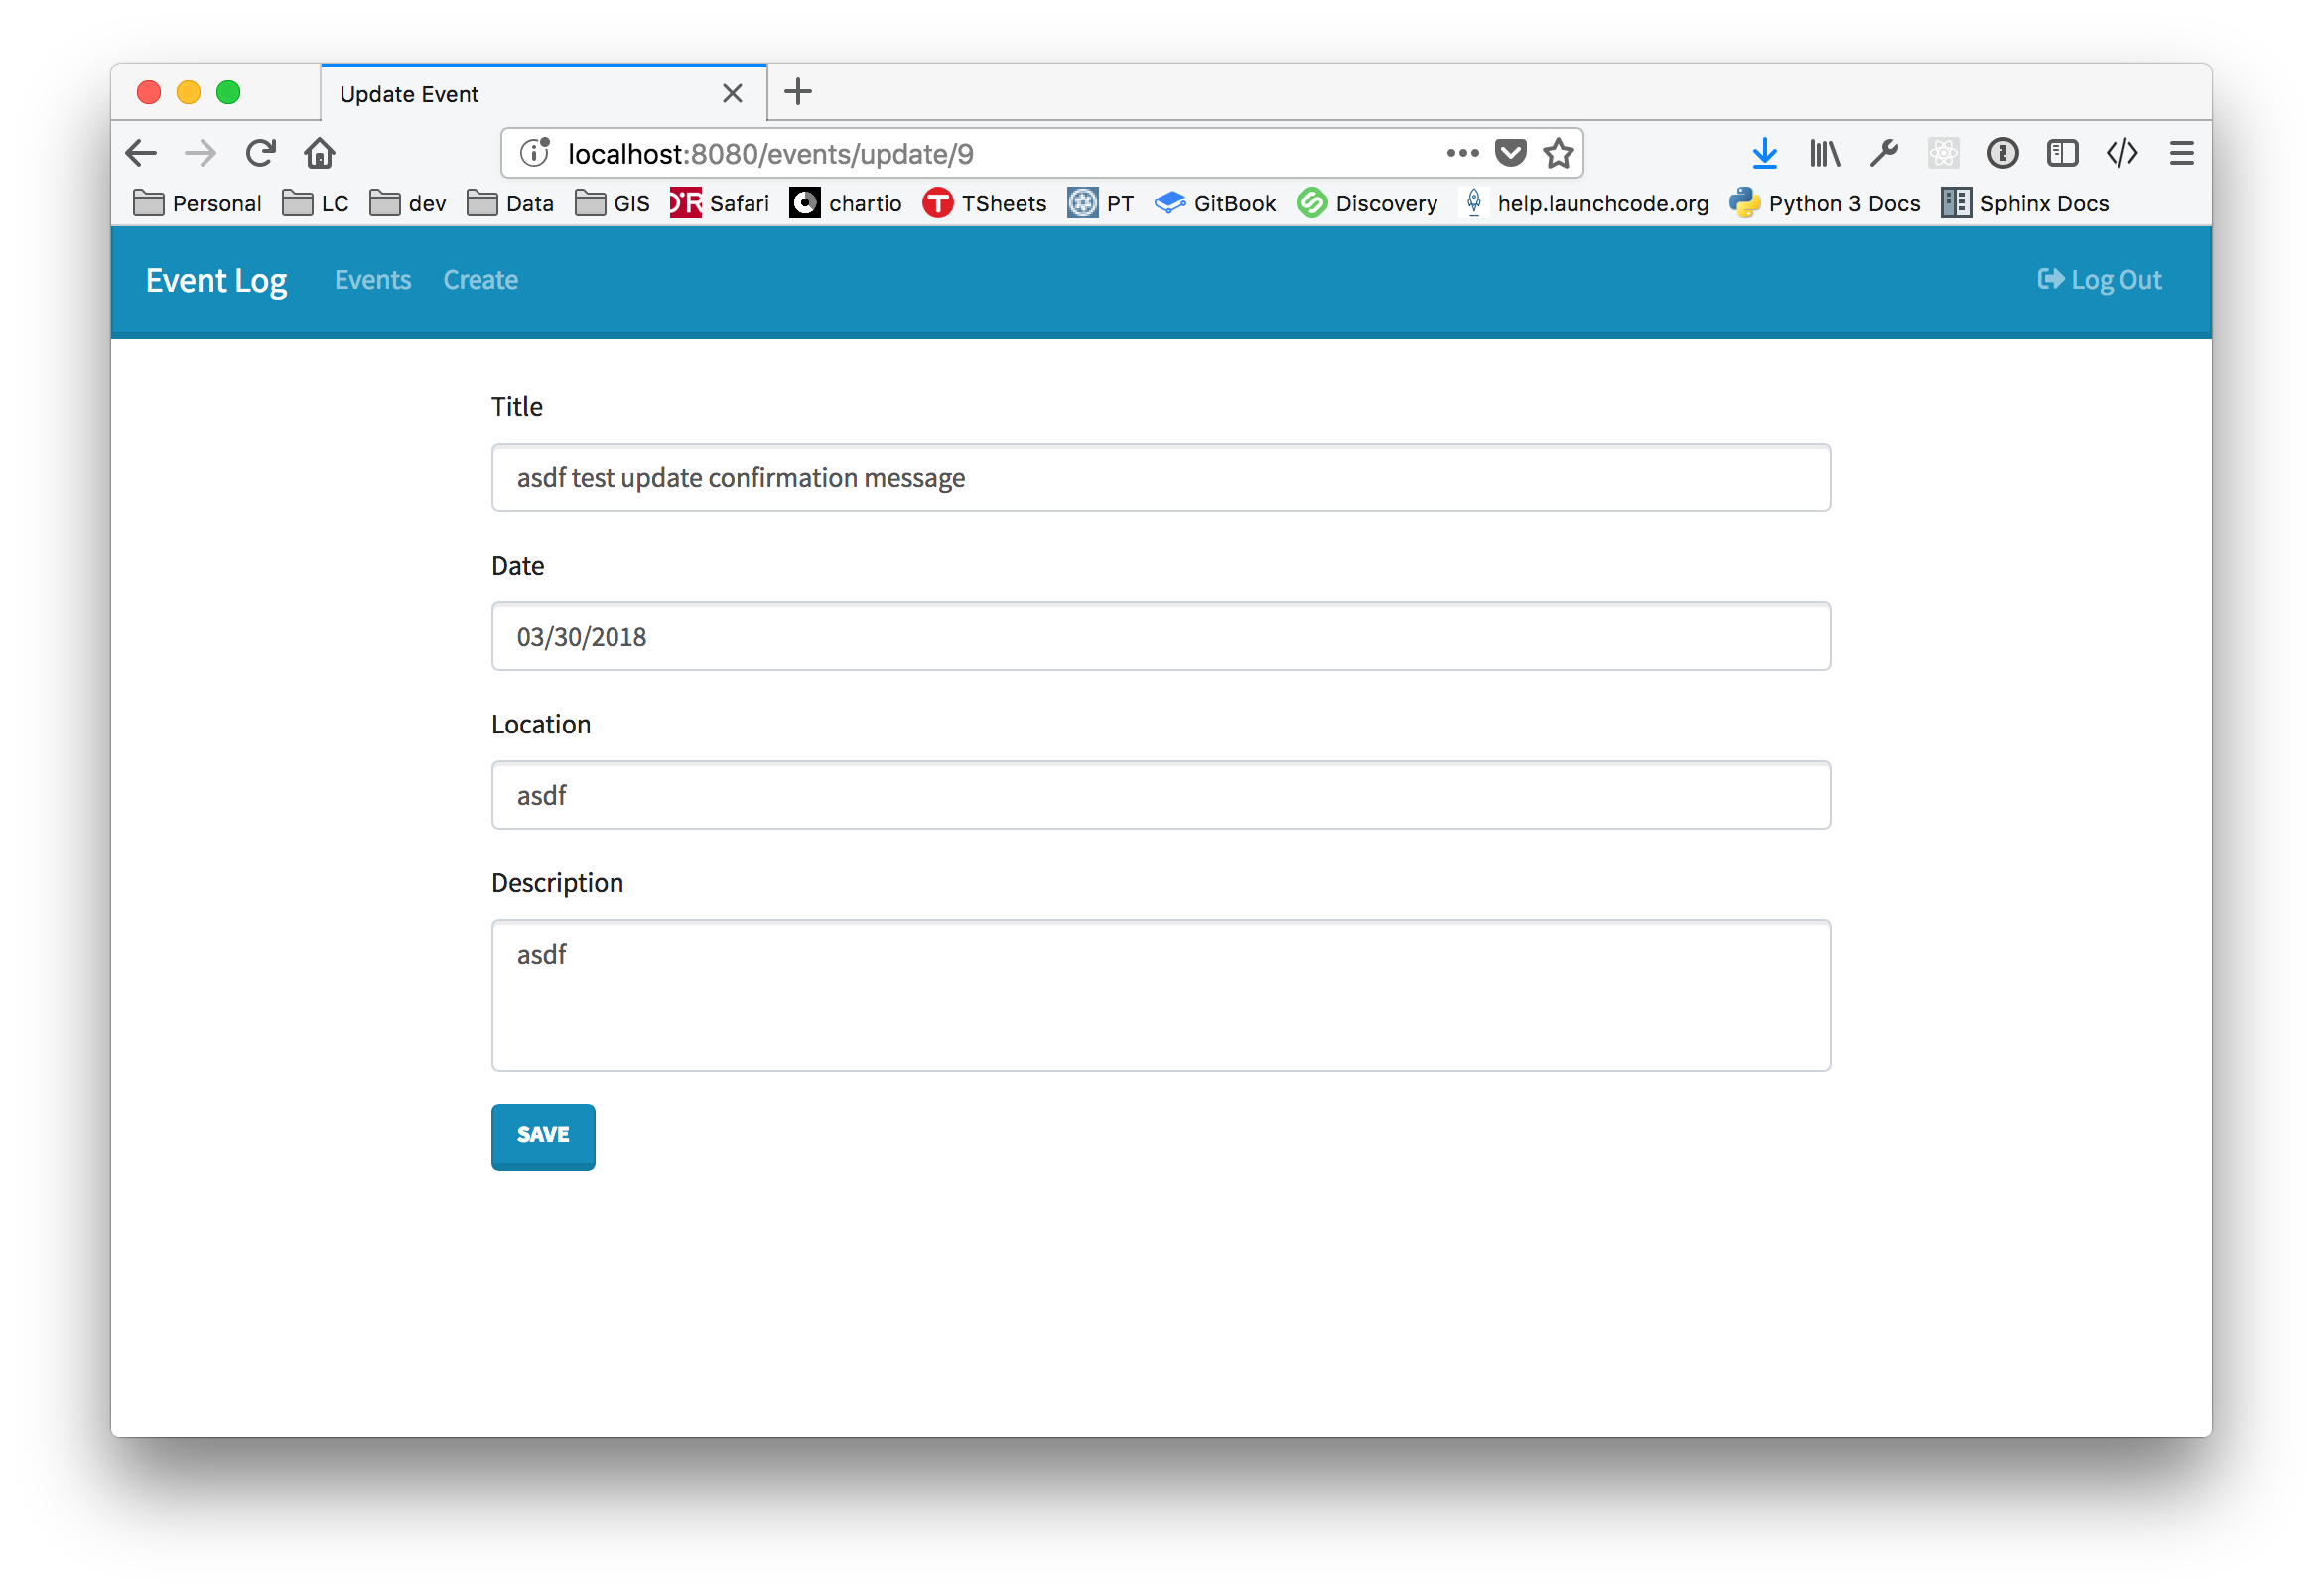 Update Event
localhost:8080/events/update/9
Personal LC dev Data GIS Safari chartio TSheets PT GitBook Discovery help.launchcode.org Python 3 Docs Sphinx Docs
Event Log Events Create Log Out
Title
asdf test update confirmation message
Date
03/30/2018
Location
asdf
Description
asdf
SAVE